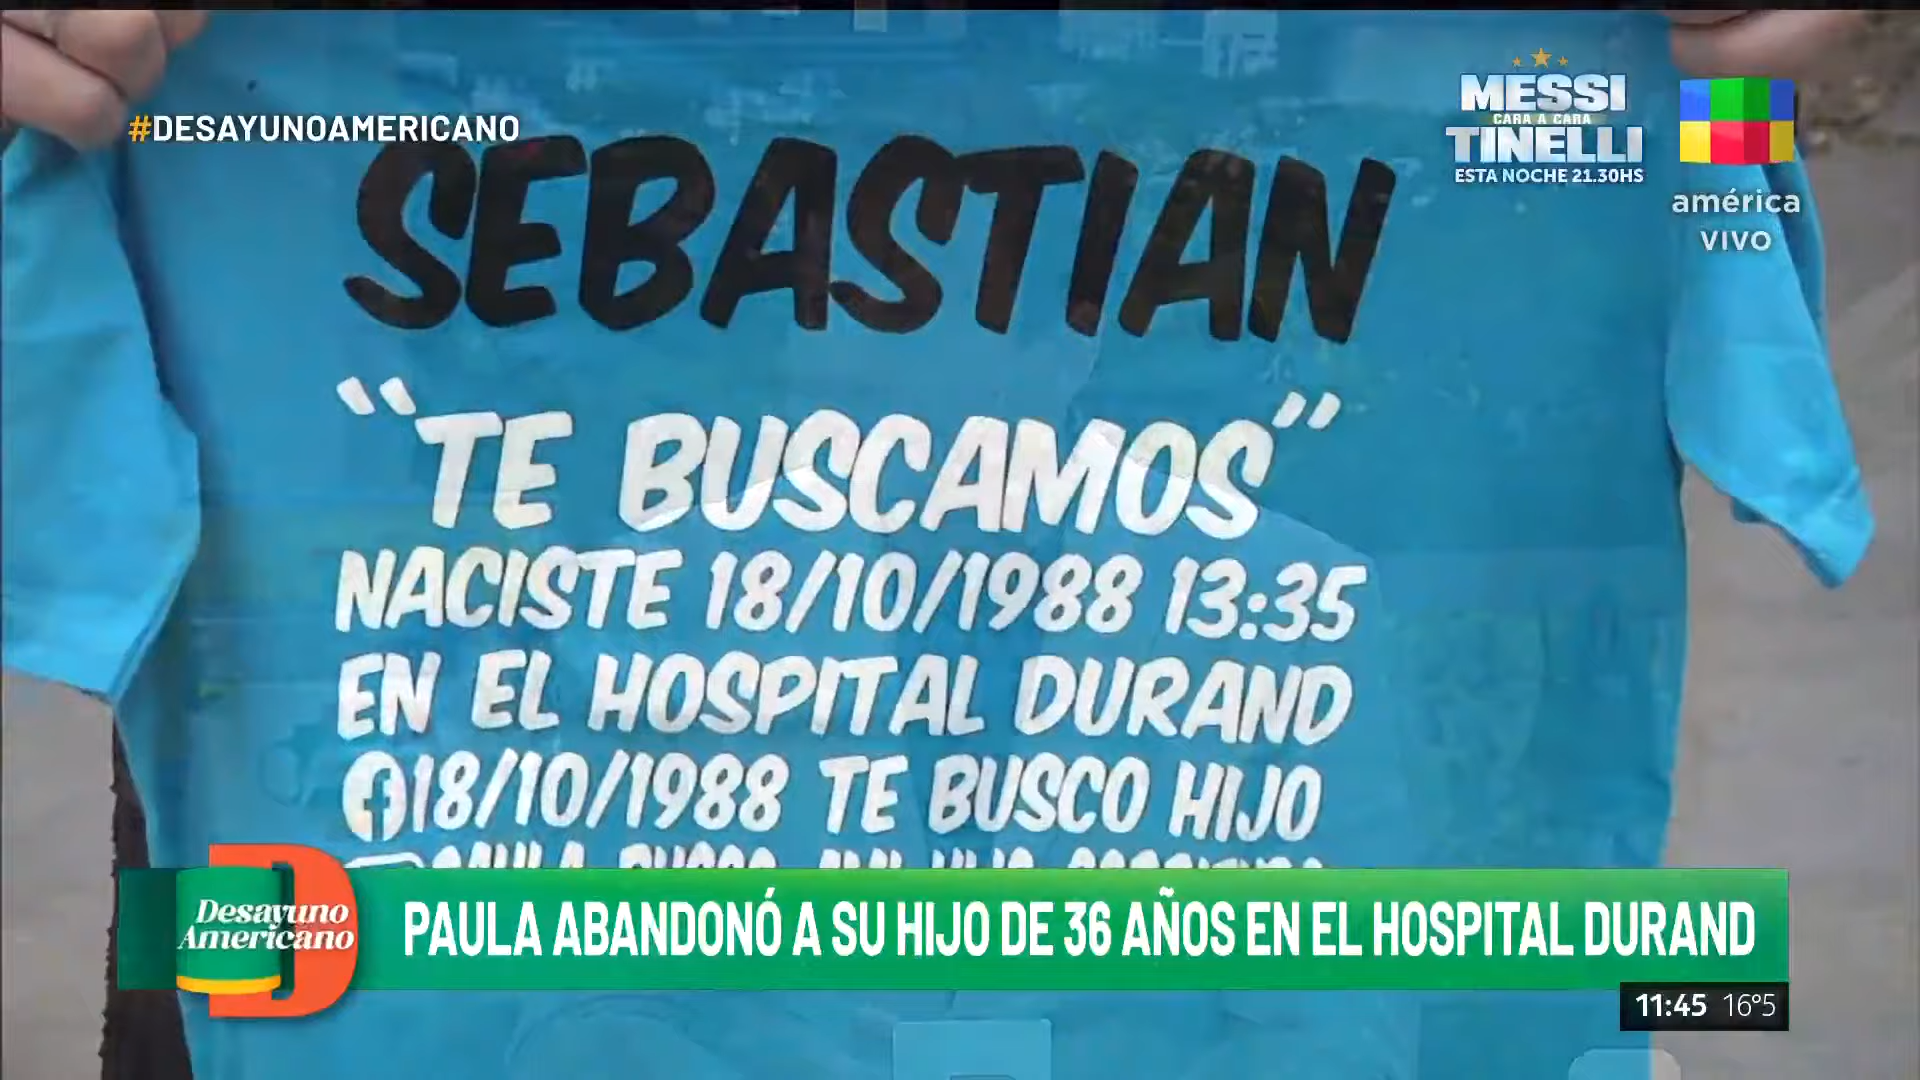 #DESAYUNOAMERICANO
MESSI
CARA A CARA
TINELLI
ESTA NOCHE 21.30HS
américa
VIVO
SEBASTIAN
“TE BUSCAMOS”
NACISTE 18/10/1988 13:35
EN EL HOSPITAL DURAND
18/10/1988 TE BUSCO HIJO
Desayuno
Americano
PAULA ABANDONÓ A SU HIJO DE 36 AÑOS EN EL HOSPITAL DURAND
11:45 16°5